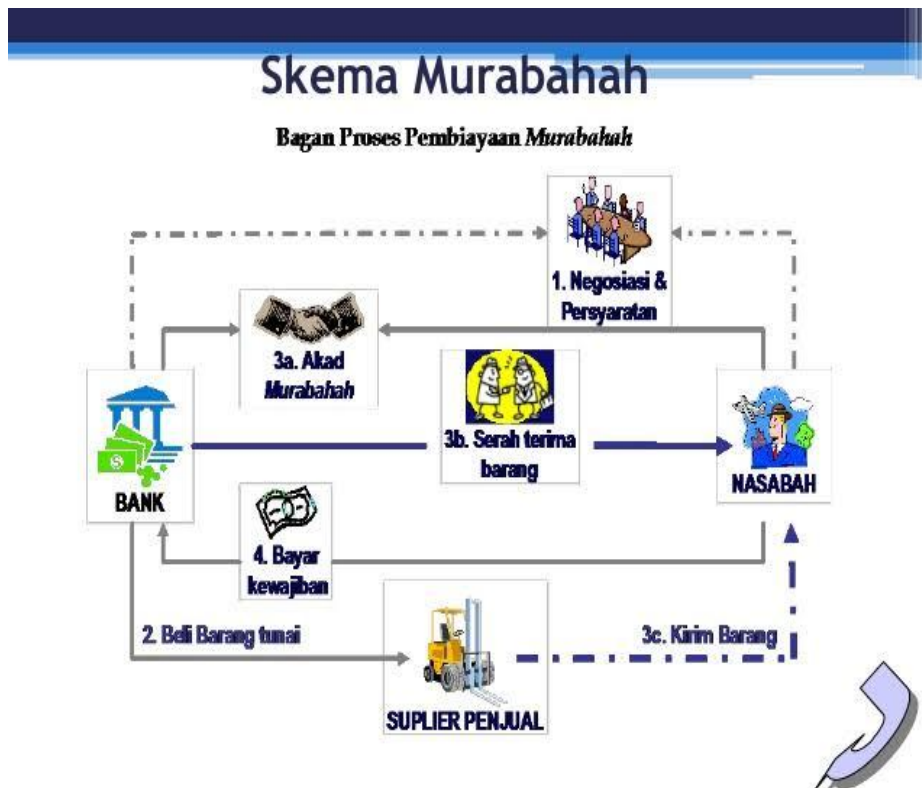 Skema Murabahah
Bagan Proses Pembiayaan Murabahah
1. Negosiasi &
Persyaratan
3a. Akad
Murabahah
3b. Serah terima
barang
BANK
NASABAH
4. Bayar
kewajiban
2. Beli Barang tunai
3c. Kirim Barang
SUPLIER PENJUAL